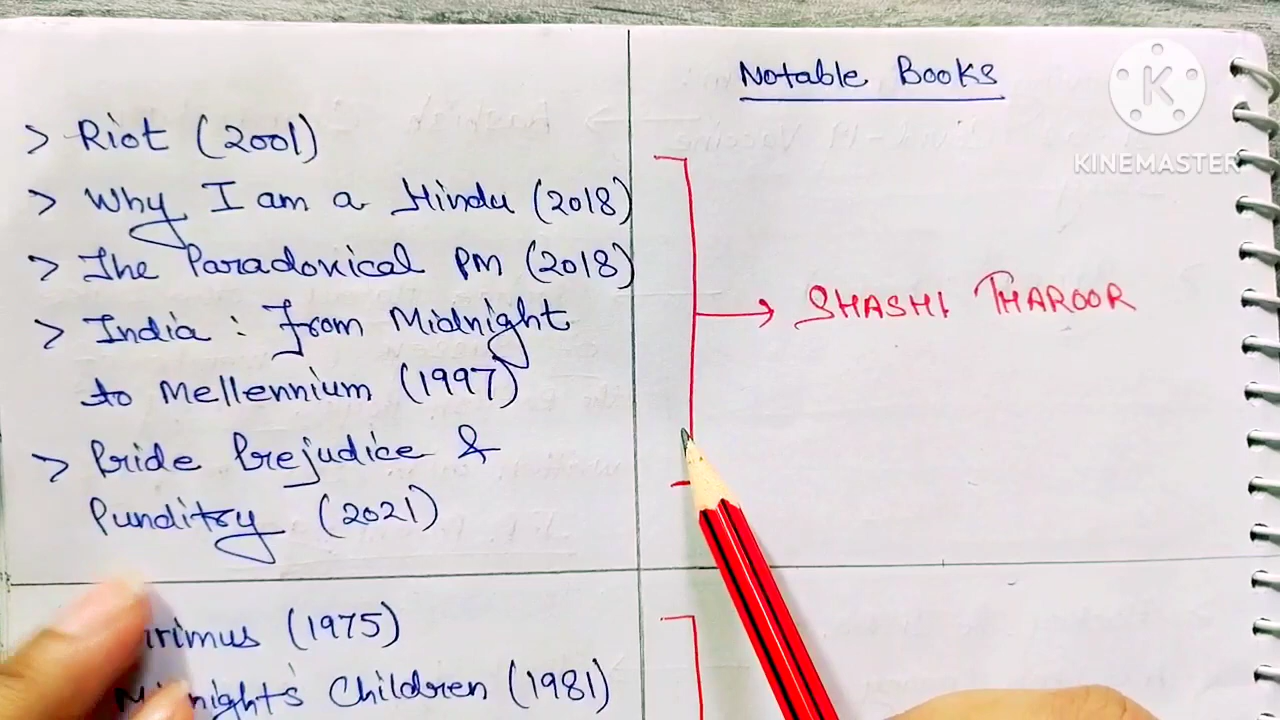 Notable Books
K
KINEMASTER
> Riot (2001)
> Why I am a Hindu (2018)
> The Paradoxical PM (2018)
> India : From Midnight
to Mellennium (1997)
> Pride Prejudice &
Punditry (2021)
SHASHI THAROOR
(1975)
Children (1981)